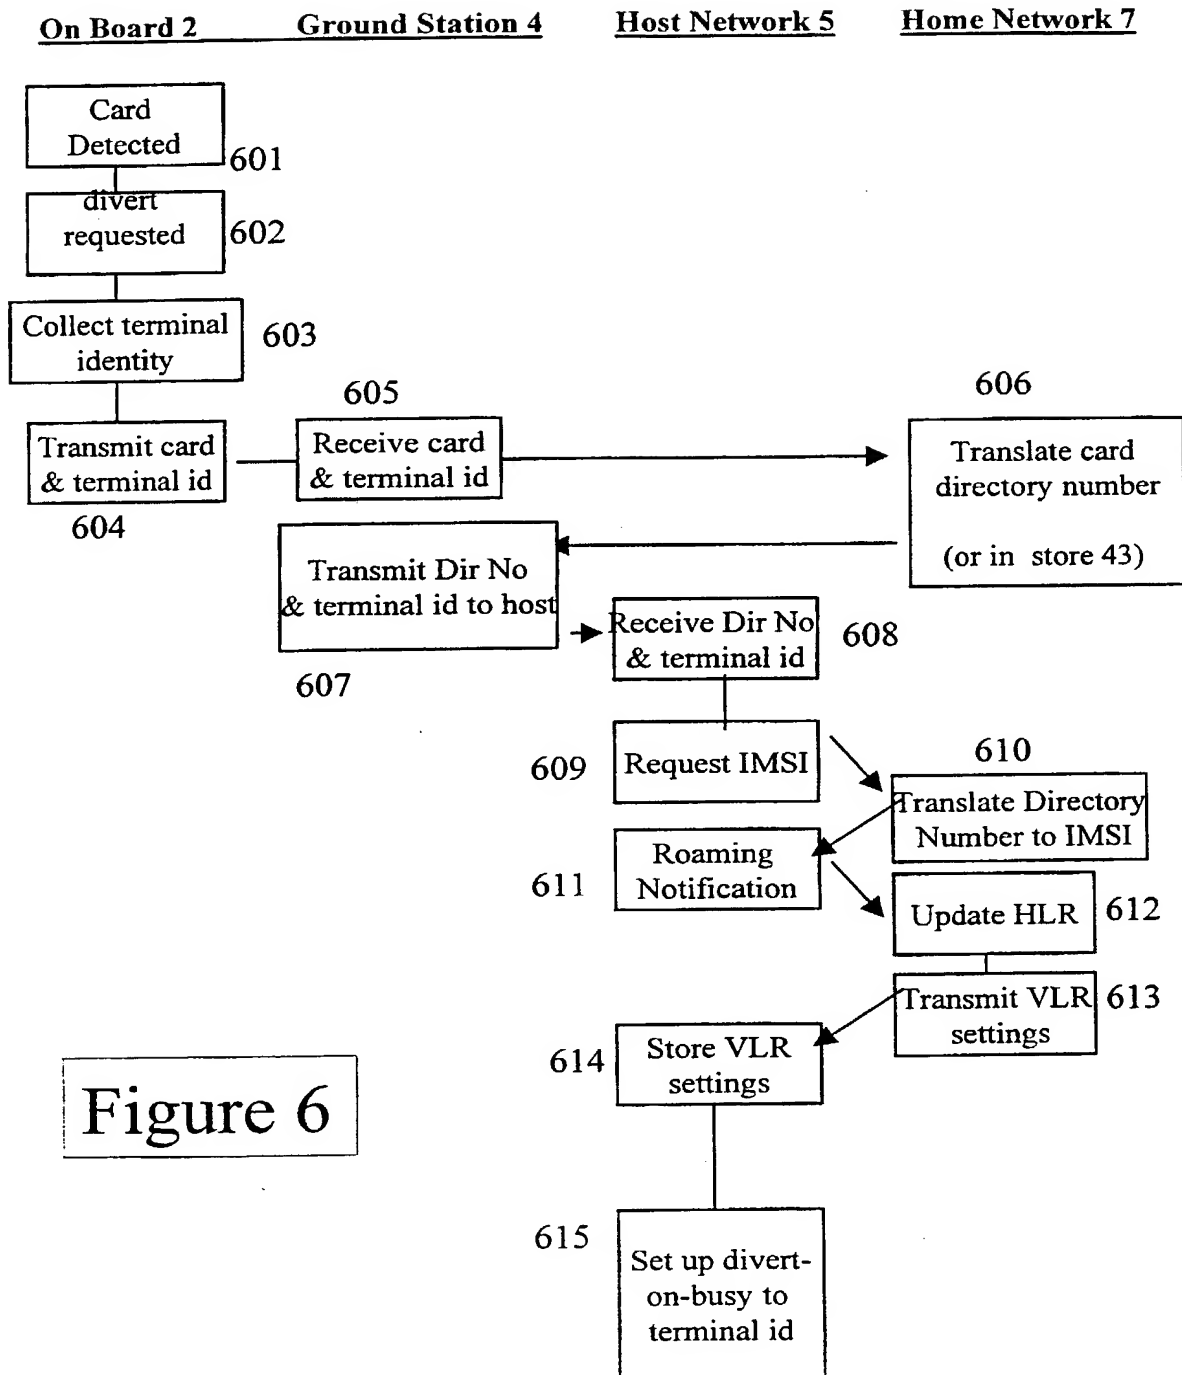 On Board 2 Ground Station 4 Host Network 5 Home Network 7
Card
Detected
601
divert
requested
602
Collect terminal
identity
603
Transmit card
& terminal id
604
605
Receive card
& terminal id
606
Translate card
directory number
(or in store 43)
Transmit Dir No
& terminal id to host
607
Receive Dir No
& terminal id
608
609
Request IMSI
610
Translate Directory
Number to IMSI
611
Roaming
Notification
Update HLR
612
Transmit VLR
settings
613
614
Store VLR
settings
615
Set up divert-
on-busy to
terminal id
Figure 6